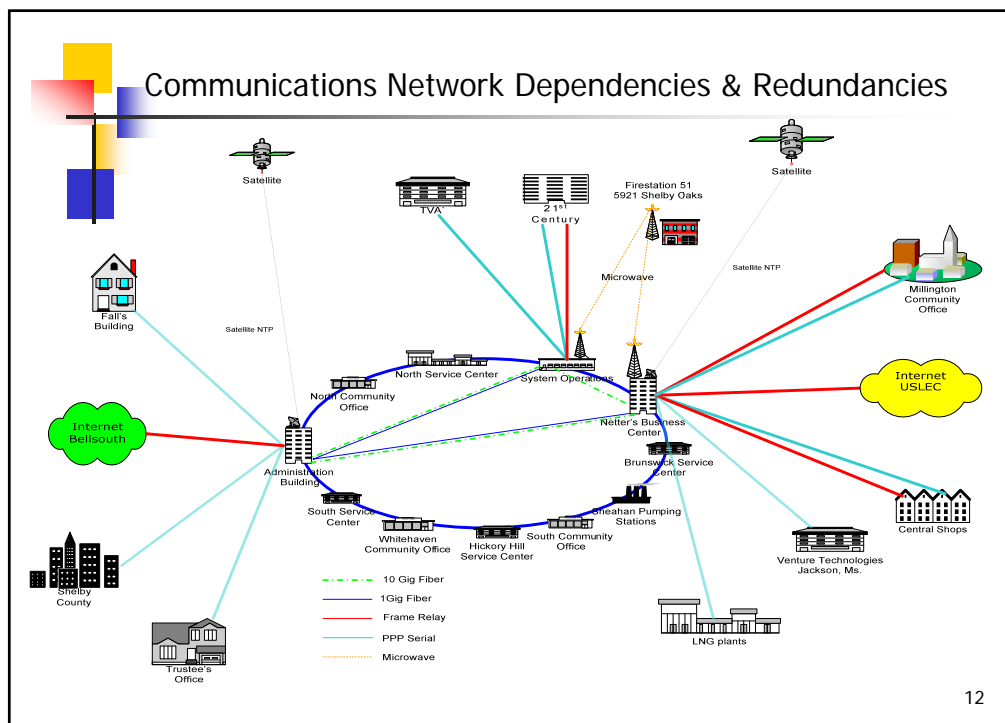 Communications Network Dependencies & Redundancies
Satellite
Satellite
TVA'
21st
Century
Firestation 51
5921 Shelby Oaks
Microwave
Satellite NTP
Millington
Community
Office
Fall's
Building
Satellite NTP
North Service Center
System Operations
North Community
Office
Internet
USLEC
Netter's Business
Center
Internet
Bellsouth
Administration
Building
Brunswick Service
Center
South Service
Center
Sheahan Pumping
Stations
Whitehaven
Community Office
Hickory Hill
Service Center
South Community
Office
Central Shops
Venture Technologies
Jackson, Ms.
Shelby
County
10 Gig Fiber
1Gig Fiber
Frame Relay
PPP Serial
Microwave
LNG plants
Trustee's
Office
12